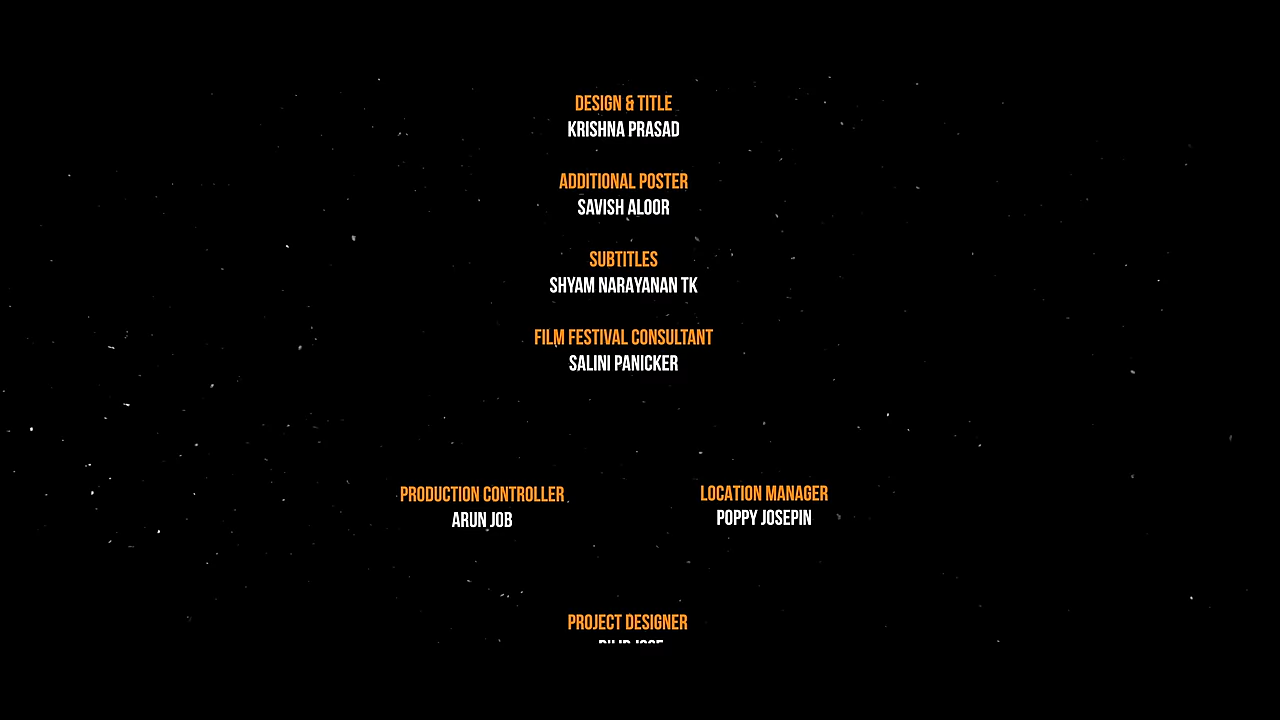 DESIGN & TITLE
KRISHNA PRASAD
ADDITIONAL POSTER
SAVISH ALOOR
SUBTITLES
SHYAM NARAYANAN TK
FILM FESTIVAL CONSULTANT
SALINI PANICKER
PRODUCTION CONTROLLER
ARUN JOB
LOCATION MANAGER
POPPY JOSEPIN
PROJECT DESIGNER